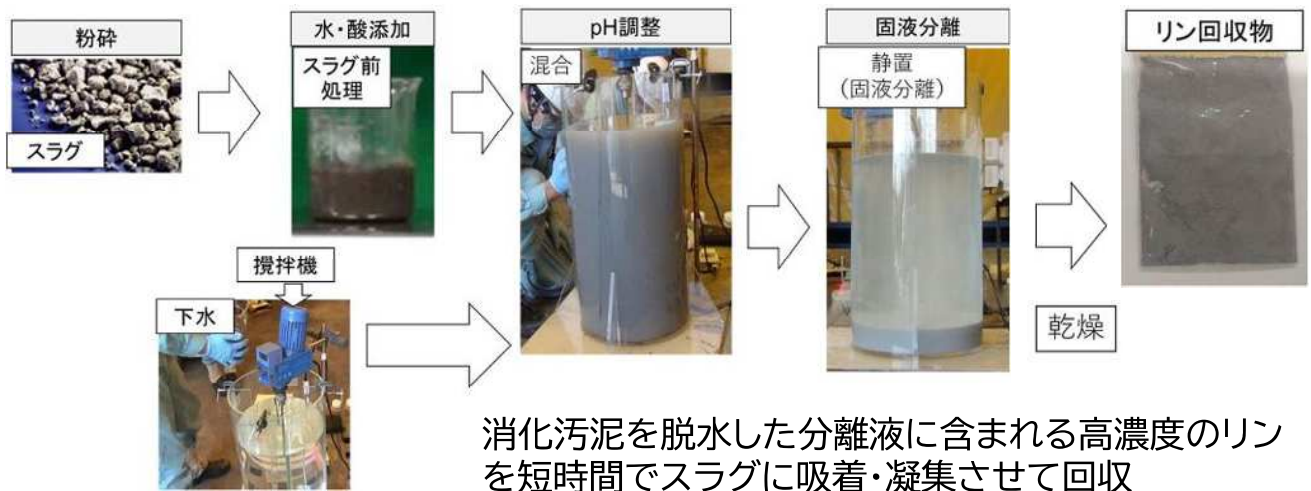 粉砕
スラグ
水・酸添加
スラグ前
処理
pH調整
混合
固液分離
静置
(固液分離)
リン回収物
乾燥
攪拌機
下水
消化汚泥を脱水した分離液に含まれる高濃度のリン
を短時間でスラグに吸着・凝集させて回収